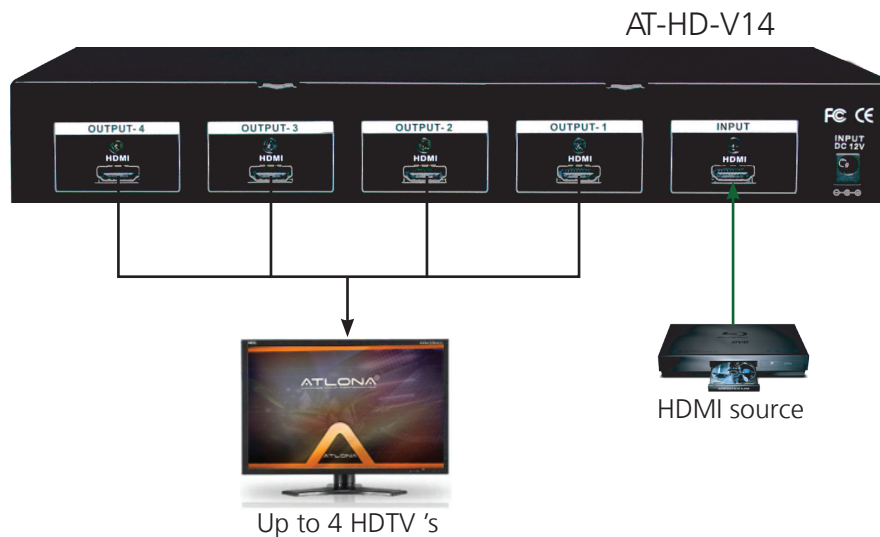 AT-HD-V14
FC CE
OUTPUT-4 OUTPUT-3 OUTPUT-2 OUTPUT-1 INPUT
HDMI HDMI HDMI HDMI HDMI
INPUT
DC 12V
ATLONA®
ATLONA
HDMI source
Up to 4 HDTV 's